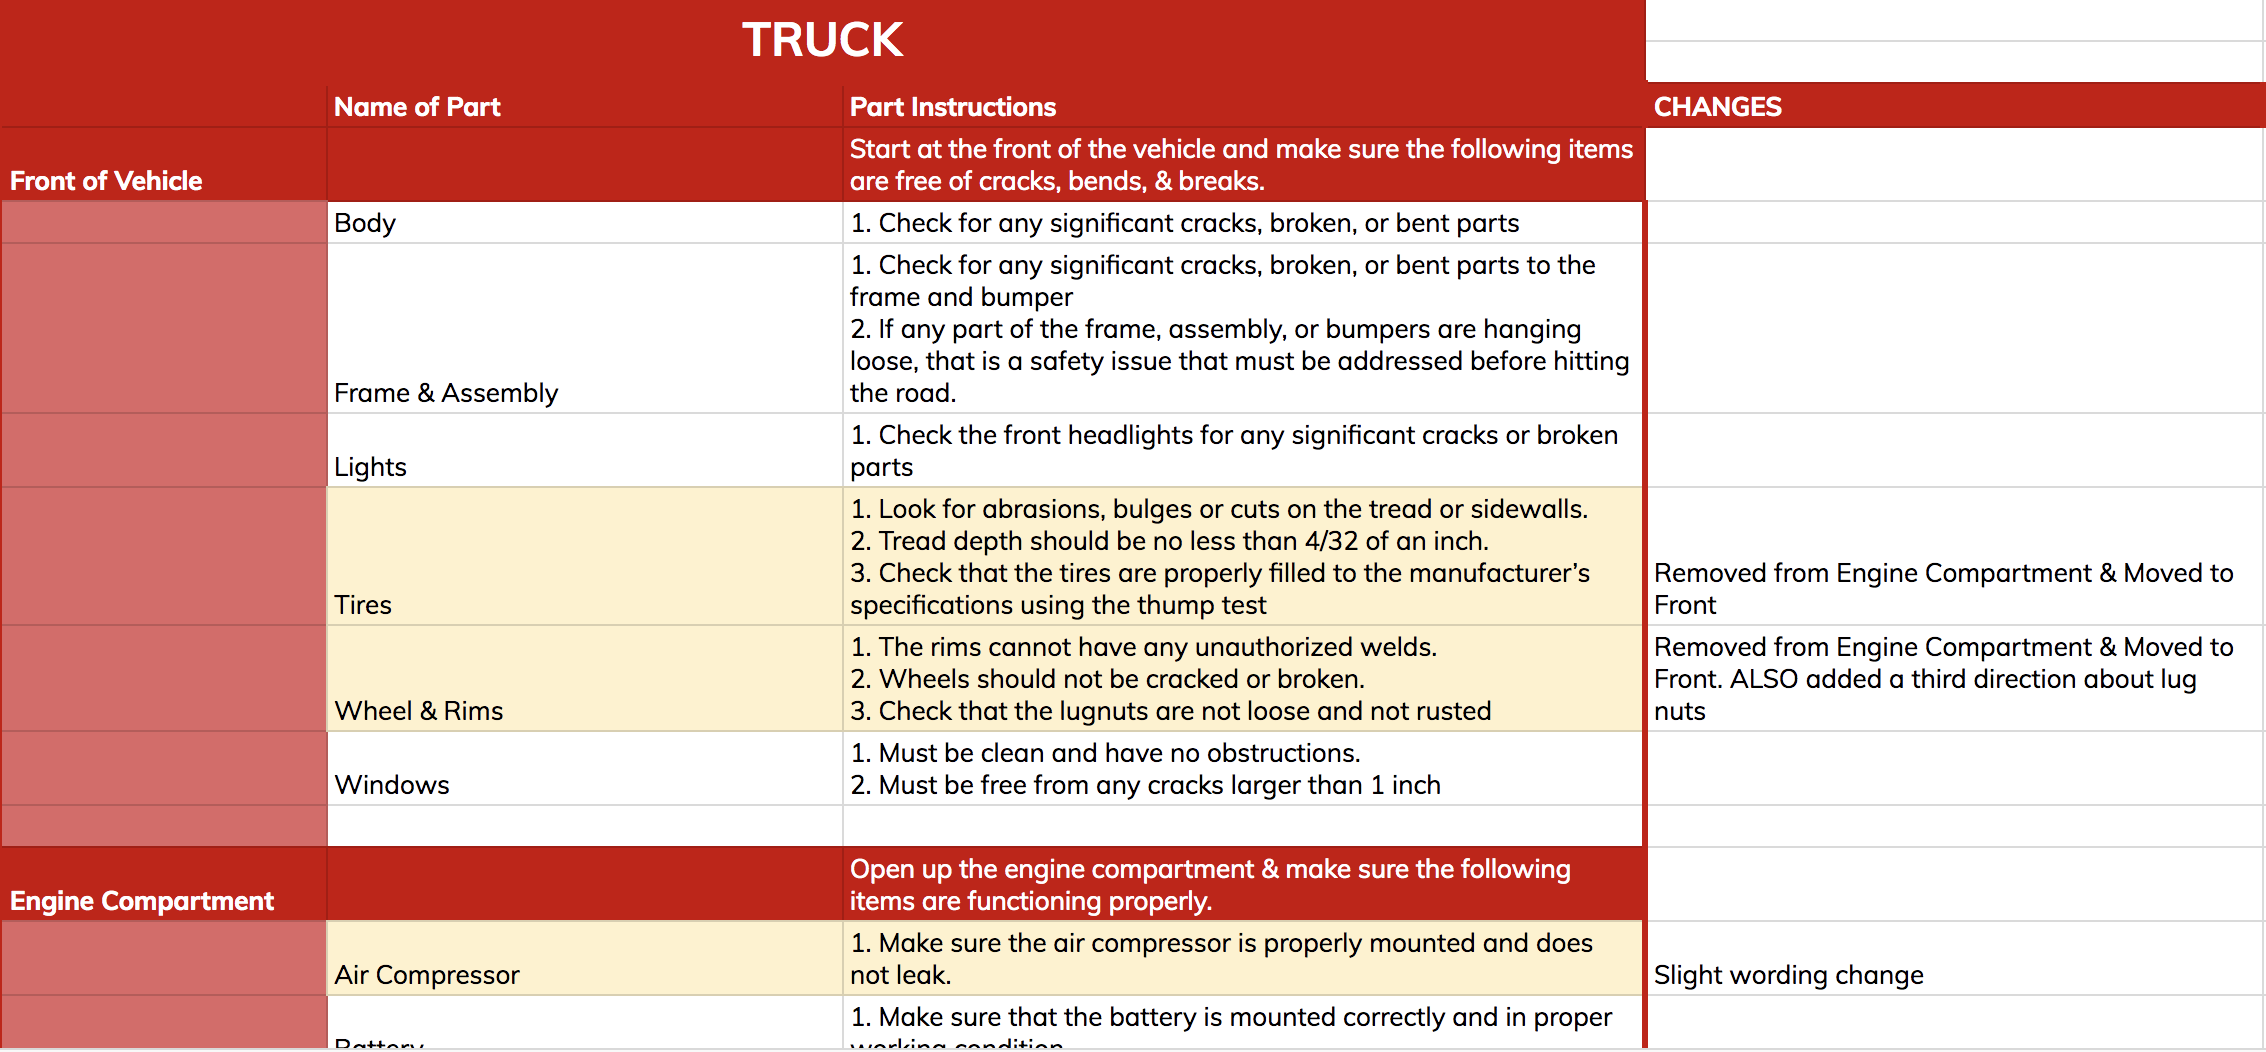 TRUCK
Name of Part
Part Instructions
CHANGES
Front of Vehicle
Start at the front of the vehicle and make sure the following items
are free of cracks, bends, & breaks.
Body
1. Check for any significant cracks, broken, or bent parts
Frame & Assembly
1. Check for any significant cracks, broken, or bent parts to the
frame and bumper
2. If any part of the frame, assembly, or bumpers are hanging
loose, that is a safety issue that must be addressed before hitting
the road.
Lights
1. Check the front headlights for any significant cracks or broken
parts
Tires
1. Look for abrasions, bulges or cuts on the tread or sidewalls.
2. Tread depth should be no less than 4/32 of an inch.
3. Check that the tires are properly filled to the manufacturer’s
specifications using the thump test
Removed from Engine Compartment & Moved to
Front
Wheel & Rims
1. The rims cannot have any unauthorized welds.
2. Wheels should not be cracked or broken.
3. Check that the lugnuts are not loose and not rusted
Removed from Engine Compartment & Moved to
Front. ALSO added a third direction about lug
nuts
Windows
1. Must be clean and have no obstructions.
2. Must be free from any cracks larger than 1 inch
Engine Compartment
Open up the engine compartment & make sure the following
items are functioning properly.
Air Compressor
1. Make sure the air compressor is properly mounted and does
not leak.
Slight wording change
Battery
1. Make sure that the battery is mounted correctly and in proper
working condition